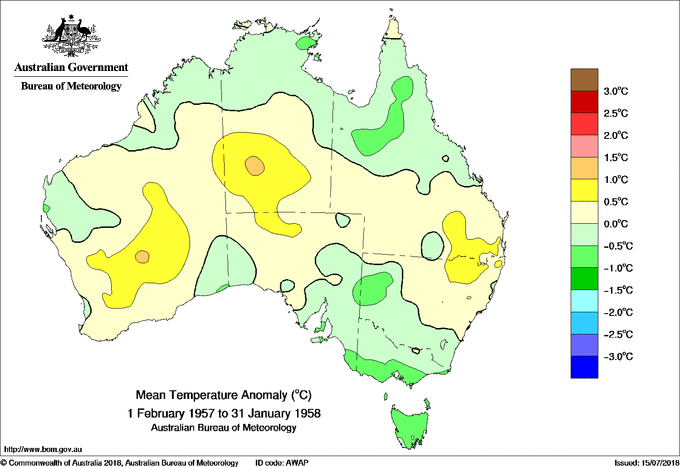 Australian Government
Bureau of Meteorology
3.0°C
2.5°C
2.0°C
1.5°C
1.0°C
0.5°C
0.0°C
−0.5°C
−1.0°C
−1.5°C
−2.0°C
−2.5°C
−3.0°C
Mean Temperature Anomaly (°C)
1 February 1957 to 31 January 1958
Australian Bureau of Meteorology
http://www.bom.gov.au
© Commonwealth of Australia 2018, Australian Bureau of Meteorology ID code: AWAP Issued: 15/07/2018